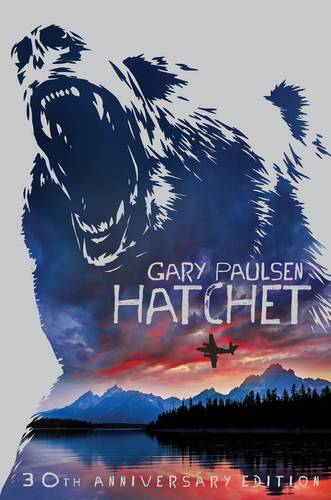 GARY PAULSEN
HATCHET
30TH ANNIVERSARY EDITION